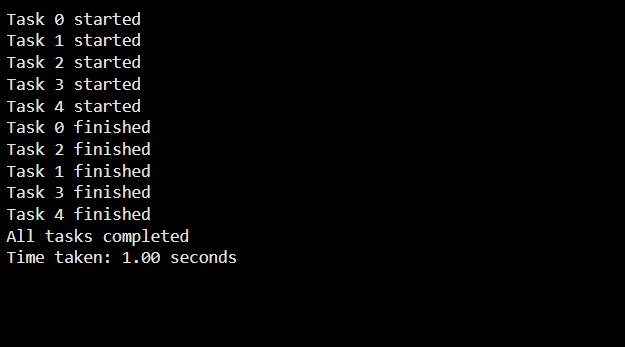 Task 0 started
Task 1 started
Task 2 started
Task 3 started
Task 4 started
Task 0 finished
Task 2 finished
Task 1 finished
Task 3 finished
Task 4 finished
All tasks completed
Time taken: 1.00 seconds